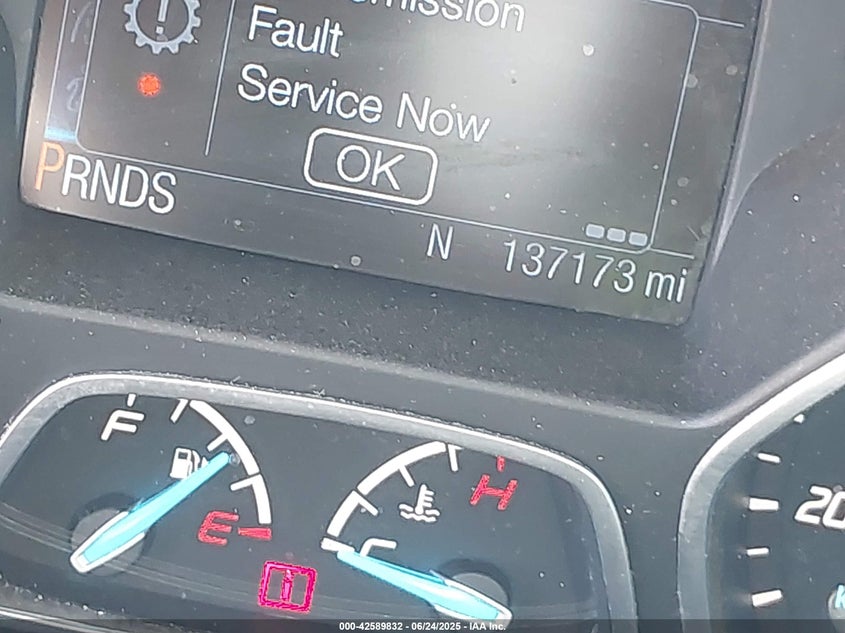 Fault
Service Now
OK
PRNDS
N 137173 mi
F
E
H
C
20
000-42589832 - 06/24/2025 - IAA Inc.